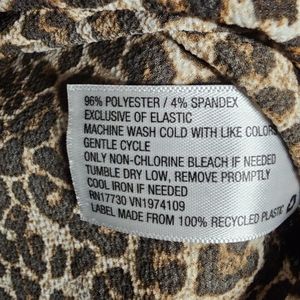 96% POLYESTER / 4% SPANDEX
EXCLUSIVE OF ELASTIC
MACHINE WASH COLD WITH LIKE COLORS
GENTLE CYCLE
ONLY NON-CHLORINE BLEACH IF NEEDED
TUMBLE DRY LOW, REMOVE PROMPTLY
COOL IRON IF NEEDED
RN17730 VN1974109
LABEL MADE FROM 100% RECYCLED PLASTIC